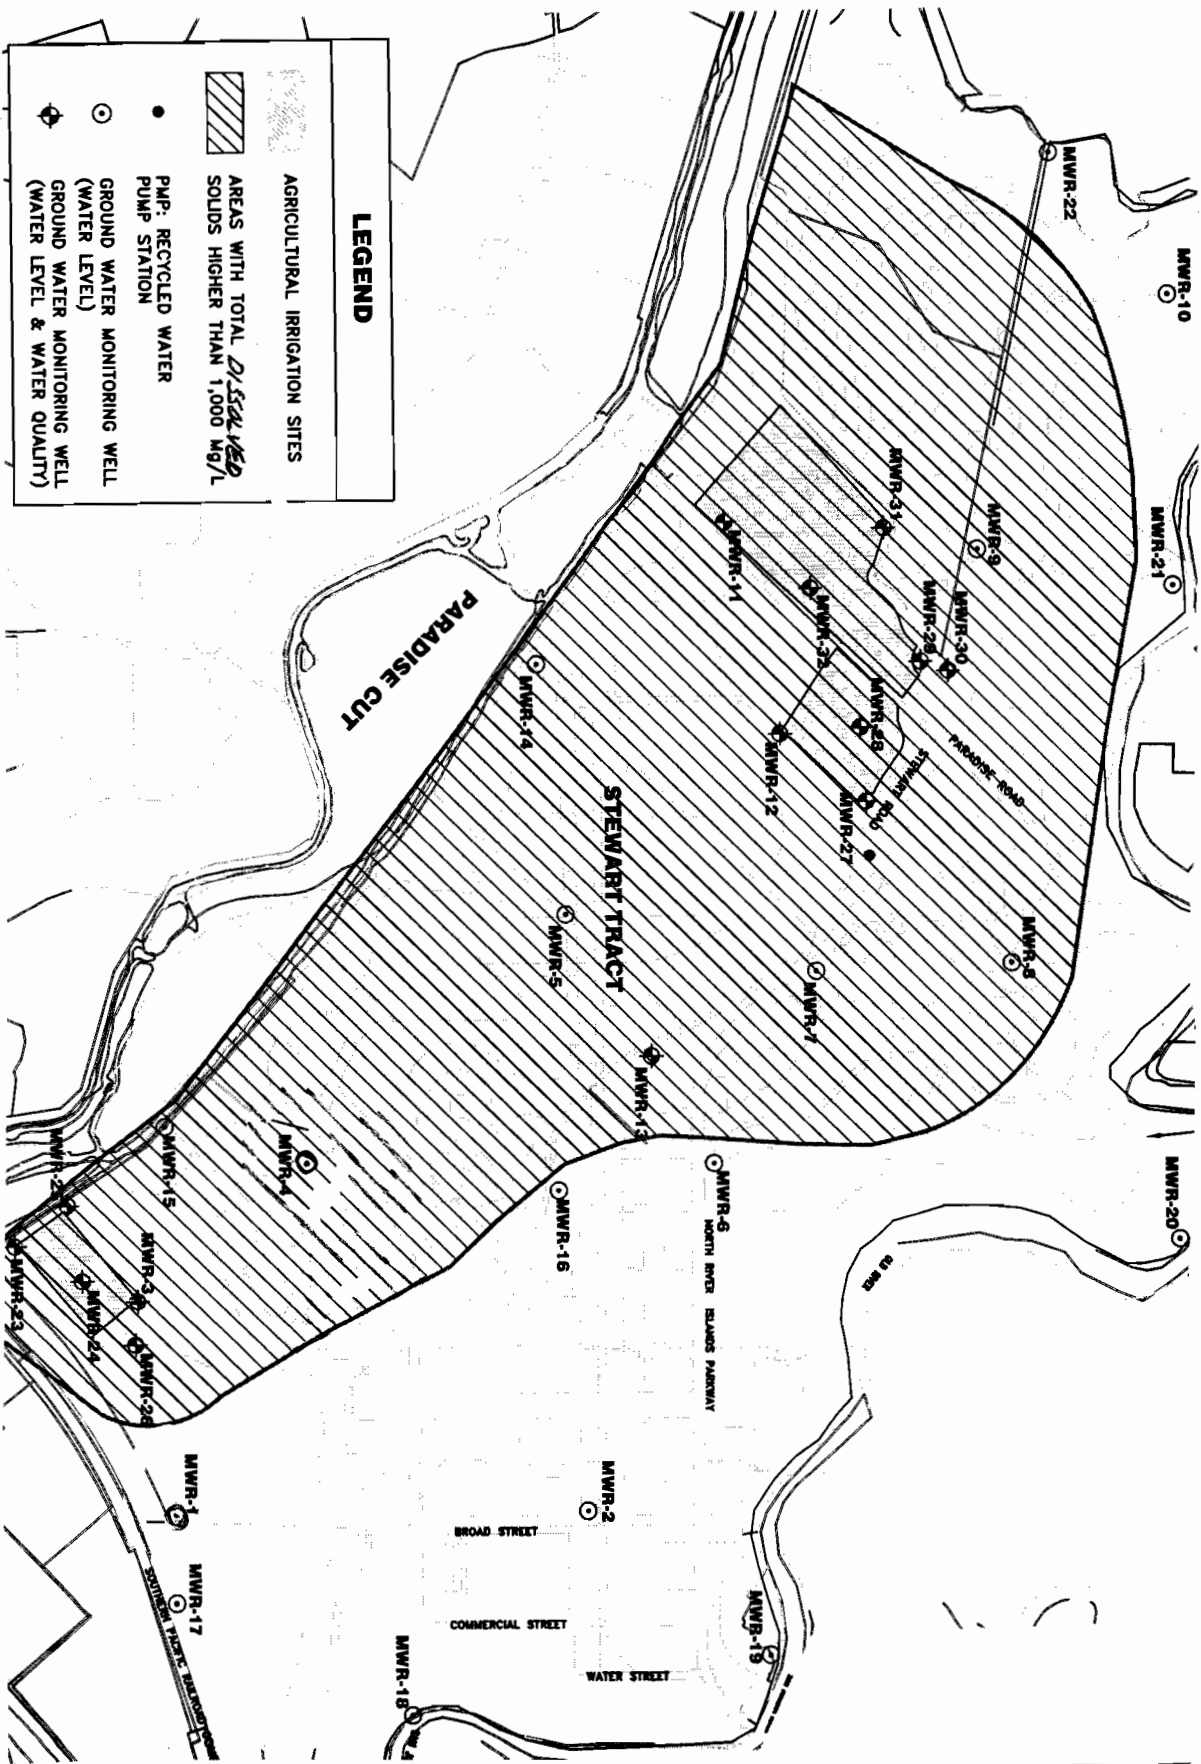 LEGEND
AGRICULTURAL IRRIGATION SITES
AREAS WITH TOTAL DISSOLVED
SOLIDS HIGHER THAN 1,000 Mg/L
PMP: RECYCLED WATER
PUMP STATION
GROUND WATER MONITORING WELL
(WATER LEVEL)
GROUND WATER MONITORING WELL
(WATER LEVEL & WATER QUALITY)
MWR-22
MWR-10
MWR-21
MWR-9
MWR-31
MWR-11
MWR-32
MWR-29
MWR-30
MWR-28
MWR-12
MWR-27
PARADISE ROAD
STEWART ROAD
MWR-14
PARADISE CUT
STEWART TRACT
MWR-5
MWR-7
MWR-8
MWR-13
MWR-20
MWR-6
MWR-16
NORTH RIVER ISLANDS PARKWAY
OLD RIVER
MWR-4
MWR-15
MWR-3
MWR-24
MWR-23
MWR-26
MWR-1
MWR-17
SOUTHERN PACIFIC RAILROAD
MWR-2
BROAD STREET
COMMERCIAL STREET
WATER STREET
MWR-19
MWR-18